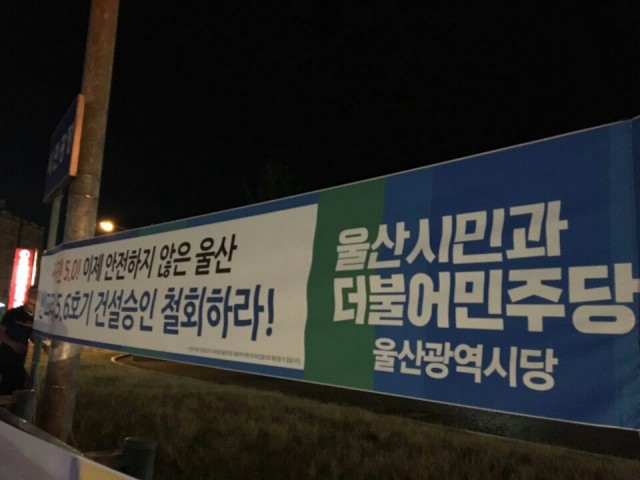 5.0! 이제 안전하지 않은 울산
5,6호기 건설승인 철회하라!
울산시민과
더불어민주당
울산광역시당